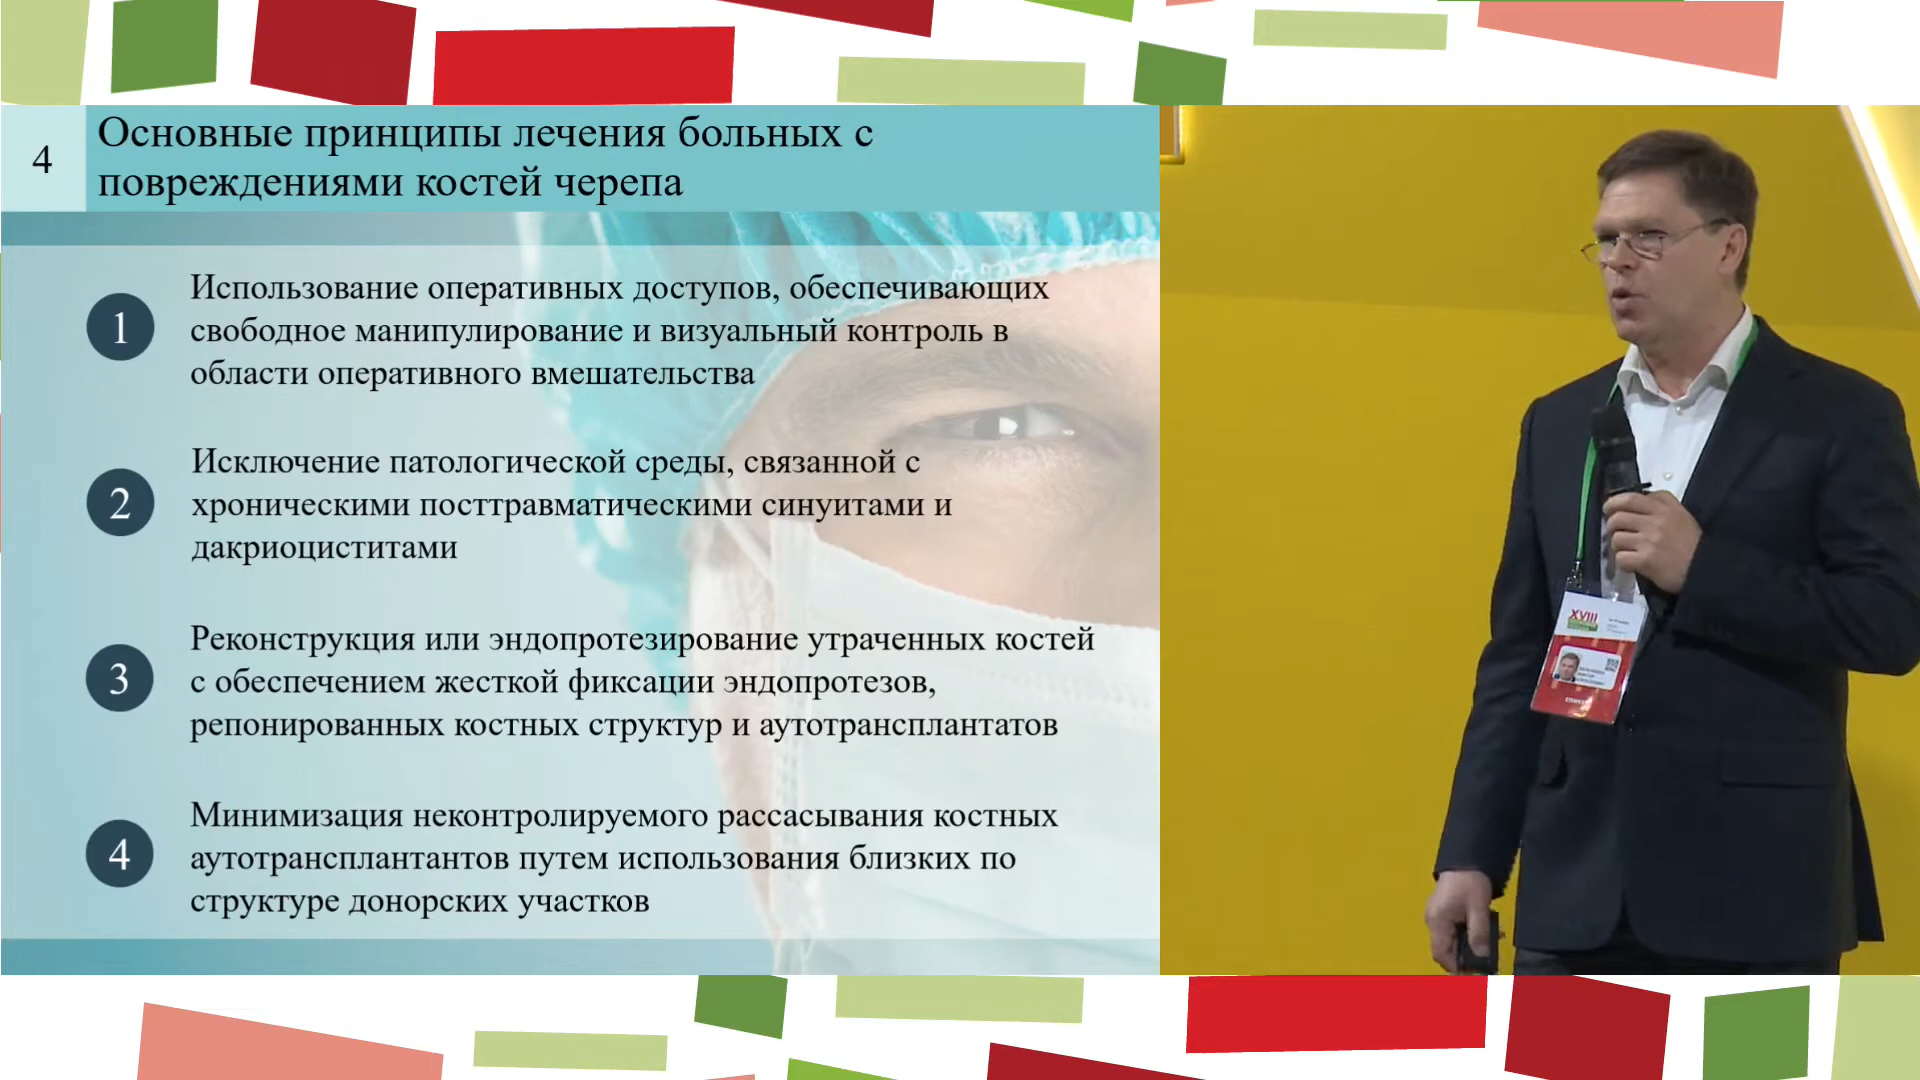 4
Основные принципы лечения больных с
повреждениями костей черепа
1
Использование оперативных доступов, обеспечивающих
свободное манипулирование и визуальный контроль в
области оперативного вмешательства
2
Исключение патологической среды, связанной с
хроническими посттравматическими синуитами и
дакриоциститами
3
Реконструкция или эндопротезирование утраченных костей
с обеспечением жесткой фиксации эндопротезов,
репонированных костных структур и аутотрансплантатов
4
Минимизация неконтролируемого рассасывания костных
аутотрансплантантов путем использования близких по
структуре донорских участков
XVIII